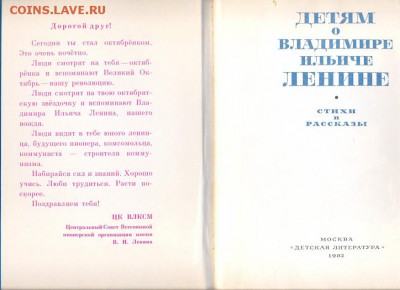 COINS.LAVE.RU
Дорогой друг!
Сегодня ты стал октябрёнком.
Это очень почётно.
Люди смотрят на тебя — октяб-
рёнка и вспоминают Великий Ок-
тябрь — нашу революцию.
Люди смотрят на твою октябрят-
скую звёздочку и вспоминают Вла-
димира Ильича Ленина, нашего
вождя.
Люди видят в тебе юного ленин-
ца, будущего пионера, комсомольца,
коммуниста — строителя комму-
низма.
Набирайся сил и знаний. Хорошо
учись. Люби трудиться. Расти по-
скорее.
Поздравляем тебя!
ЦК ВЛКСМ
Центральный Совет Всесоюзной
пионерской организации имени
В. И. Ленина
ДЕТЯМ
О
ВЛАДИМИРЕ
ИЛЬИЧЕ
ЛЕНИНЕ
СТИХИ
И
РАССКАЗЫ
МОСКВА
«ДЕТСКАЯ ЛИТЕРАТУРА»
1982